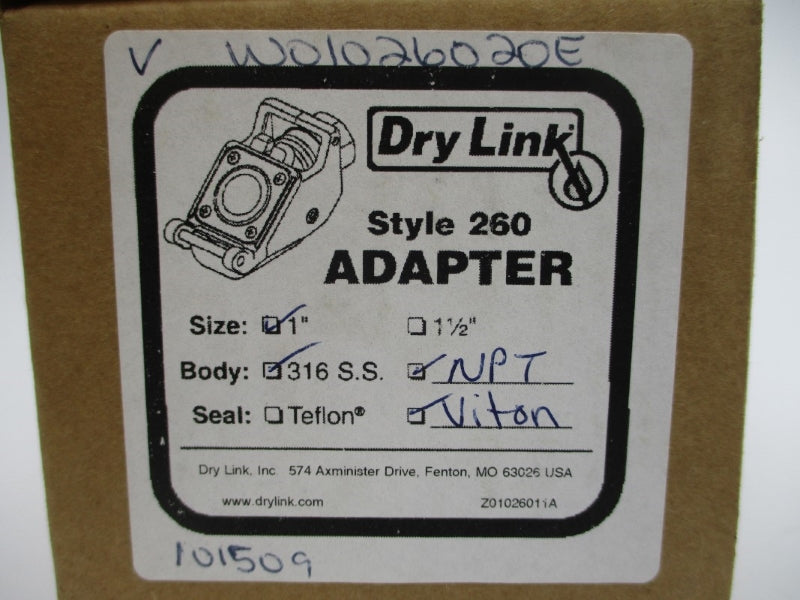 ✓ W01026020E
Dry Link
Style 260
ADAPTER
Size: ☑ 1" ☐ 1½"
Body: ☑ 316 S.S. ☑ NPT
Seal: ☐ Teflon® ☑ Viton
Dry Link, Inc 574 Axminister Drive, Fenton, MO 63026 USA
www.drylink.com Z01026011A
101509